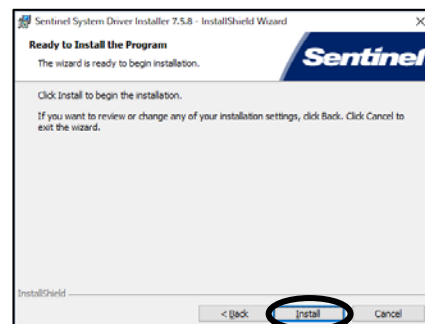 Sentinel System Driver Installer 7.5.8 - InstallShield Wizard
Ready to Install the Program
The wizard is ready to begin installation.
Sentinel
Click Install to begin the installation.
If you want to review or change any of your installation settings, click Back. Click Cancel to
exit the wizard.
InstallShield
< Back Install Cancel